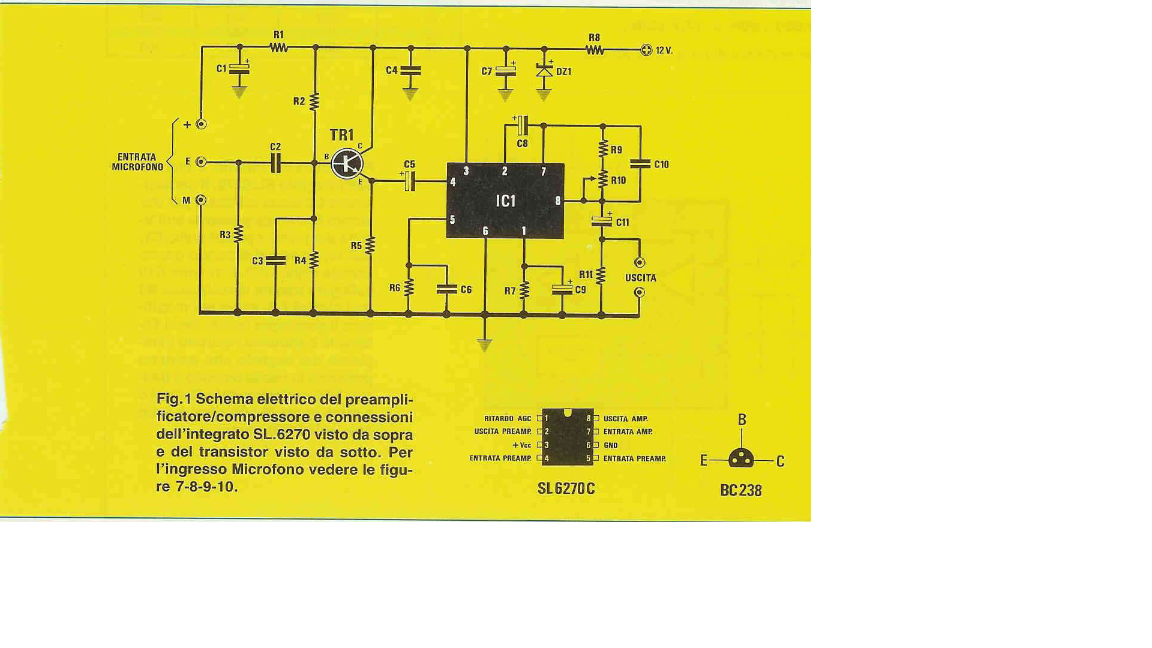 R1
R8
12 V.
C1
+
C4
C7
+
+
DZ1
R2
TR1
+
C8
+
ENTRATA
MICROFONO
E
M
C2
B
C
E
C5
+
3
2
7
4
IC1
8
5
6
1
R9
R10
C10
+
C11
R3
C3
R4
R5
R6
C6
R7
+
C9
R11
USCITA
Fig.1 Schema elettrico del preampli-
ficatore/compressore e connessioni
dell'integrato SL.6270 visto da sopra
e del transistor visto da sotto. Per
l'ingresso Microfono vedere le figu-
re 7-8-9-10.
RITARDO AGC 1 8 USCITA AMP.
USCITA PREAMP. 2 7 ENTRATA AMP.
+Vcc 3 6 GND
ENTRATA PREAMP. 4 5 ENTRATA PREAMP.
SL6270C
B
E C
BC238